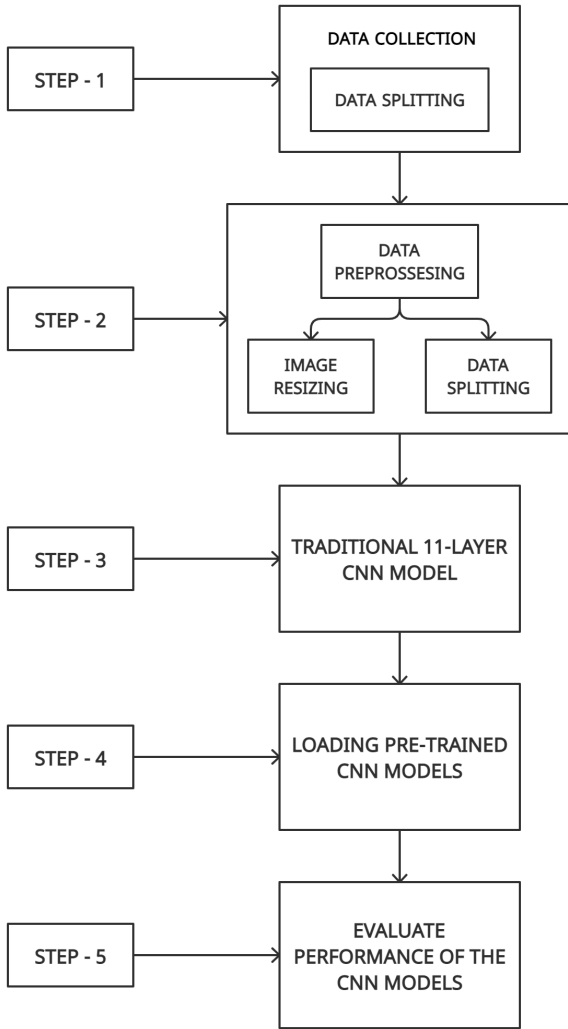 STEP - 1
DATA COLLECTION
DATA SPLITTING
STEP - 2
DATA
PREPROSSESING
IMAGE
RESIZING
DATA
SPLITTING
STEP - 3
TRADITIONAL 11-LAYER
CNN MODEL
STEP - 4
LOADING PRE-TRAINED
CNN MODELS
STEP - 5
EVALUATE
PERFORMANCE OF THE
CNN MODELS